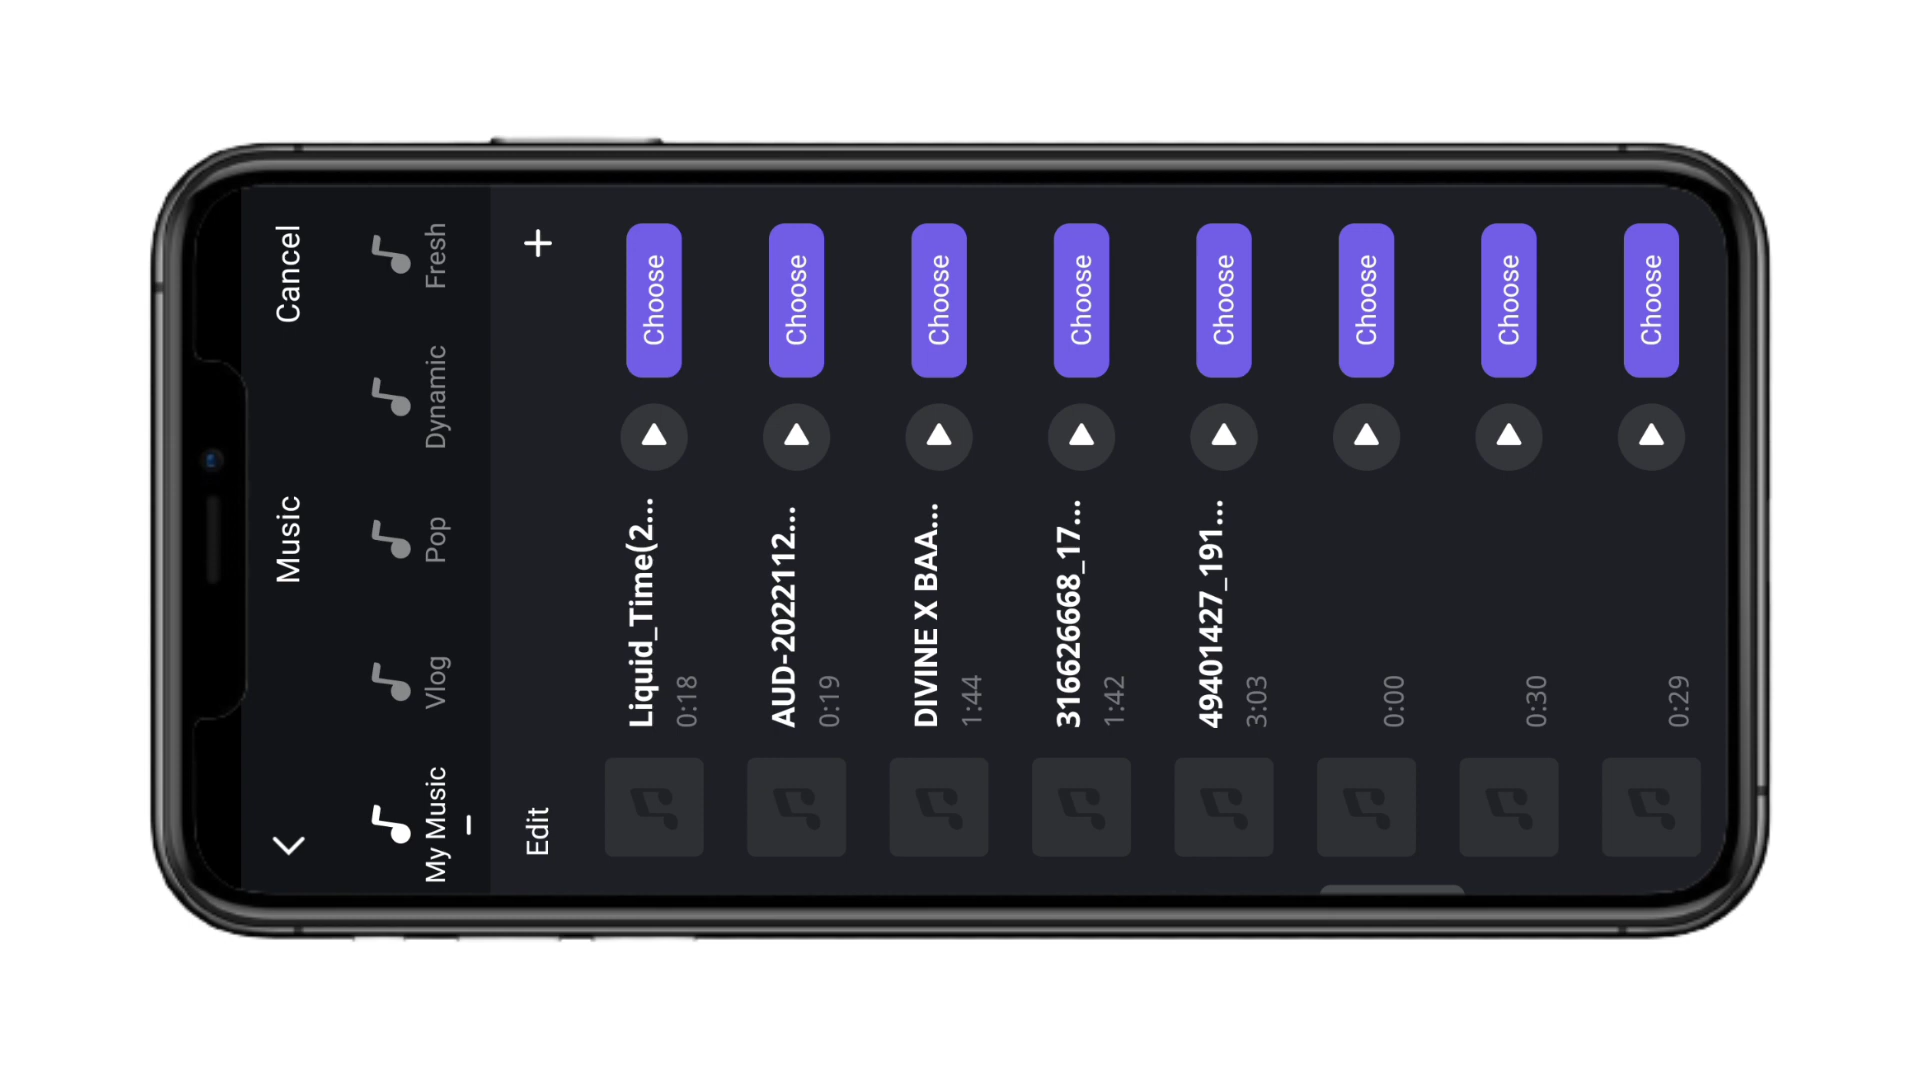 Music
Cancel
My Music
Vlog
Pop
Dynamic
Fresh
Edit
Liquid_Time(2...
0:18
Choose
AUD-2022112...
0:19
Choose
DIVINE X BAA...
1:44
Choose
316626668_17...
1:42
Choose
49401427_191...
3:03
Choose
0:00
Choose
0:30
Choose
0:29
Choose